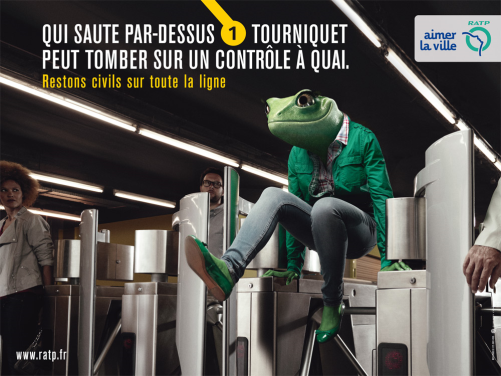 QUI SAUTE PAR-DESSUS 1 TOURNIQUET
PEUT TOMBER SUR UN CONTRÔLE À QUAI.
Restons civils sur toute la ligne
RATP
aimer
la ville
www.ratp.fr